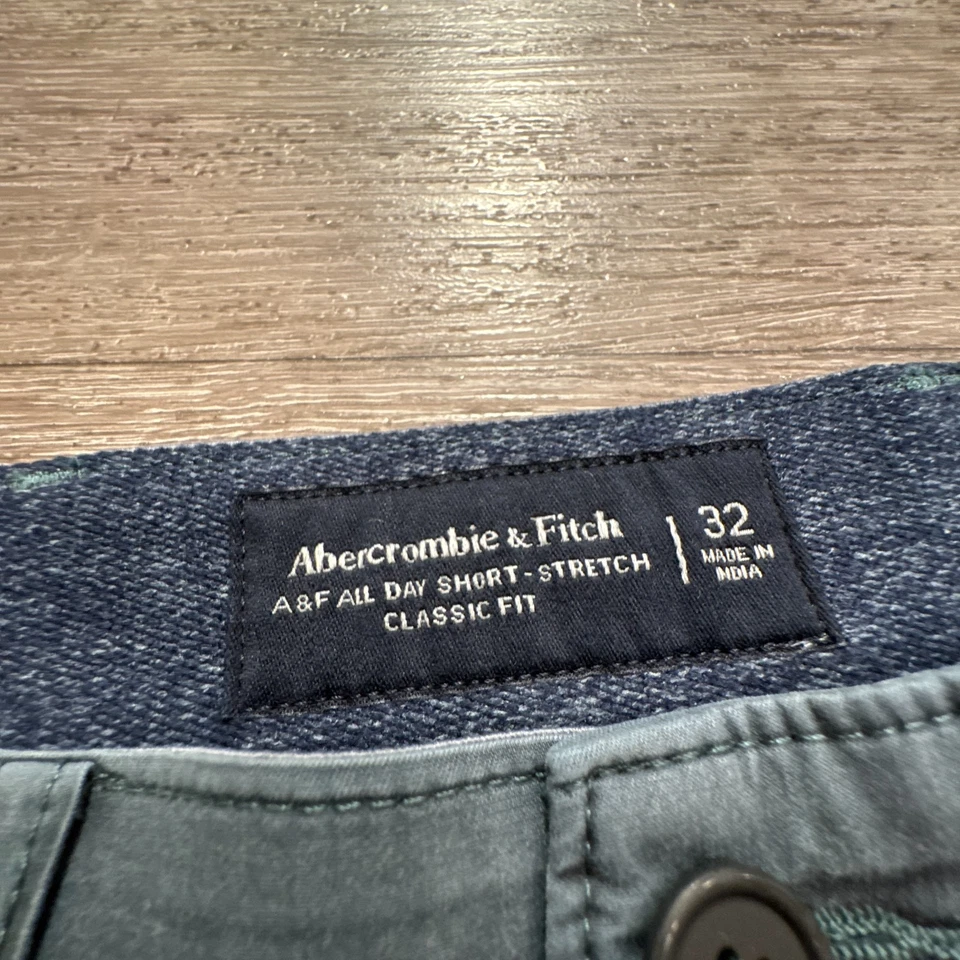 Abercrombie & Fitch
A & F ALL DAY SHORT - STRETCH
CLASSIC FIT
32
MADE IN
INDIA